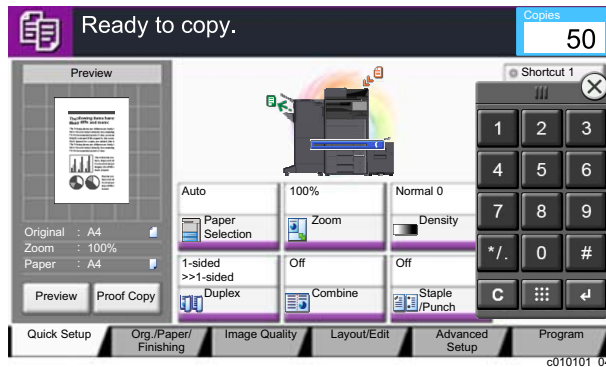 Ready to copy.
Copies
50
Preview
Shortcut 1
Original : A4
Zoom : 100%
Paper : A4
Preview
Proof Copy
Auto
Paper
Selection
100%
Zoom
Normal 0
Density
1-sided
>>1-sided
Duplex
Off
Combine
Off
Staple
/Punch
1 2 3
4 5 6
7 8 9
*/. 0 #
C
Quick Setup
Org./Paper/
Finishing
Image Quality
Layout/Edit
Advanced
Setup
Program
c010101_04